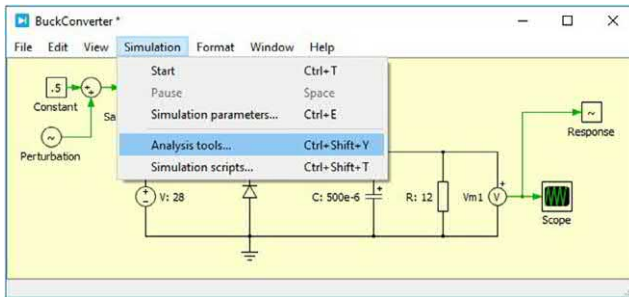 BuckConverter *
File Edit View Simulation Format Window Help
Start Ctrl+T
Pause Space
Simulation parameters... Ctrl+E
Analysis tools... Ctrl+Shift+Y
Simulation scripts... Ctrl+Shift+T
.5
Constant
Sa
Perturbation
Response
V: 28
C: 500e-6
R: 12
Vm1
V
Scope